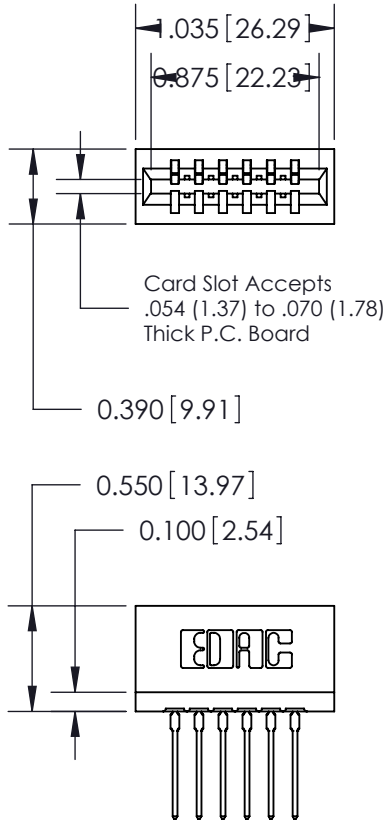 1.035 [26.29]
0.875 [22.23]
Card Slot Accepts
.054 (1.37) to .070 (1.78)
Thick P.C. Board
0.390 [9.91]
0.550 [13.97]
0.100 [2.54]
EDAC